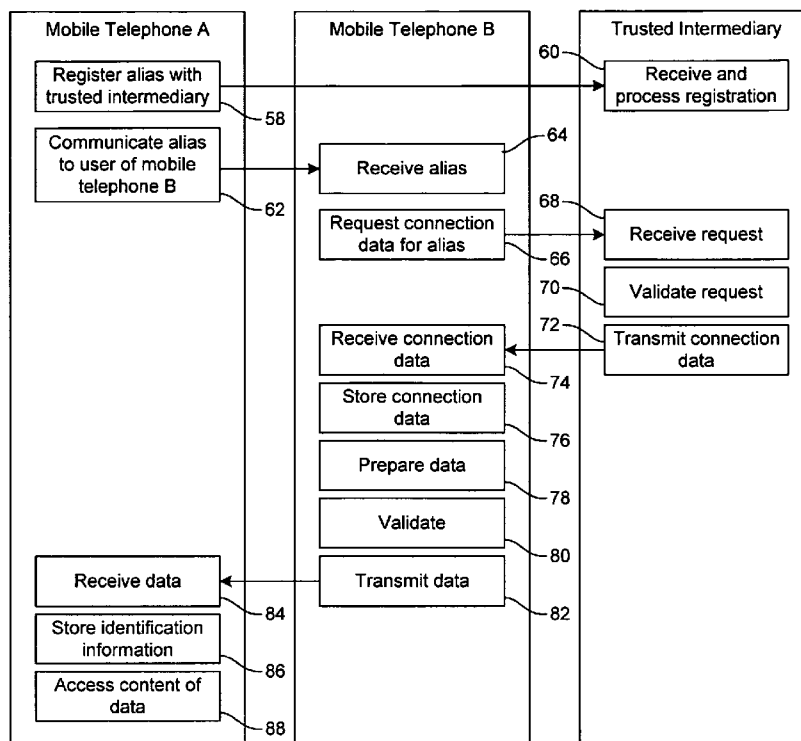 Mobile Telephone A
Mobile Telephone B
Trusted Intermediary
Register alias with
trusted intermediary
58
60
Receive and
process registration
Communicate alias
to user of mobile
telephone B
62
64
Receive alias
Request connection
data for alias
66
68
Receive request
70
Validate request
72
Transmit connection
data
Receive connection
data
74
Store connection
data
76
Prepare data
78
Validate
80
Transmit data
82
Receive data
84
Store identification
information
86
Access content of
data
88